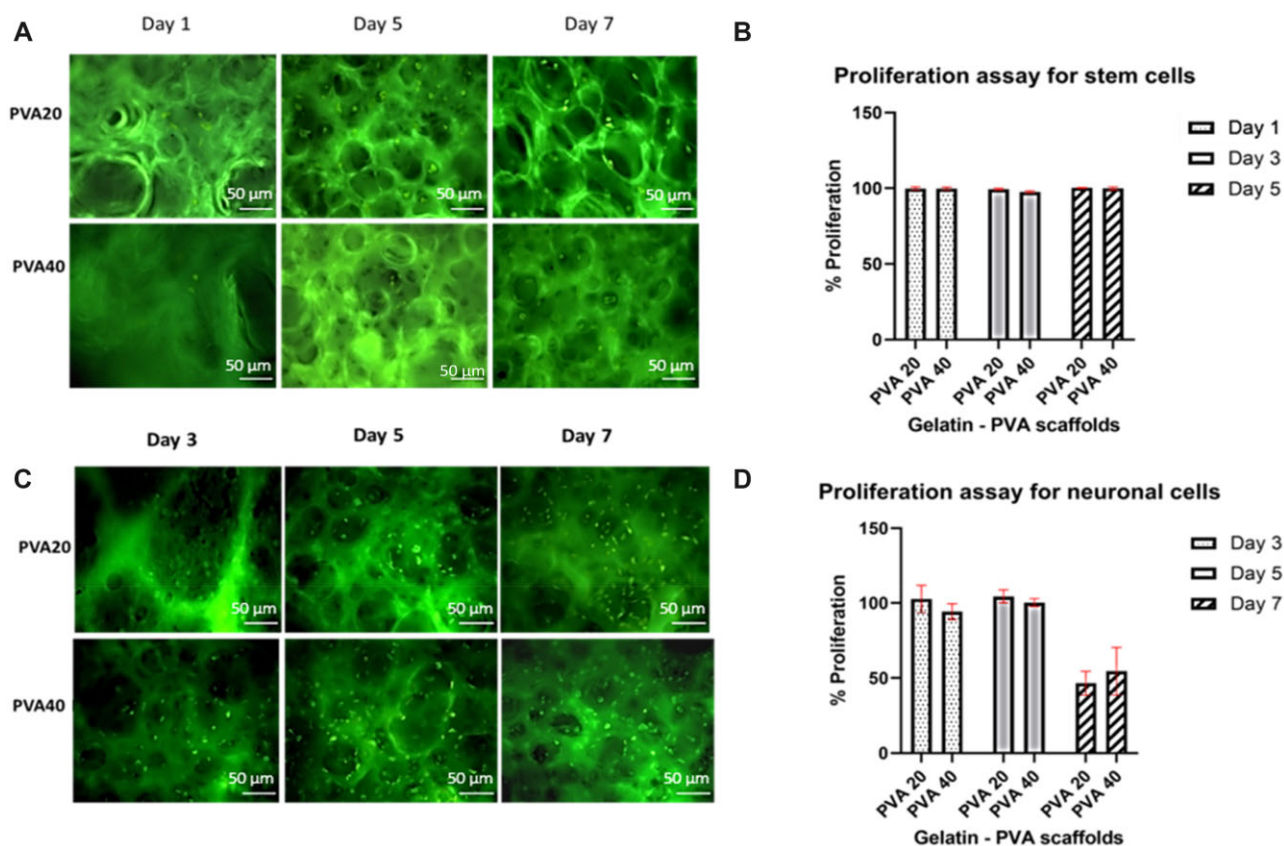 A
Day 1 Day 5 Day 7
PVA20
50 µm 50 µm 50 µm
PVA40
50 µm 50 µm 50 µm
B
Proliferation assay for stem cells
% Proliferation
150
100
50
0
PVA 20 PVA 40 PVA 20 PVA 40 PVA 20 PVA 40
Gelatin - PVA scaffolds
Day 1
Day 3
Day 5
C
Day 3 Day 5 Day 7
PVA20
50 µm 50 µm 50 µm
PVA40
50 µm 50 µm 50 µm
D
Proliferation assay for neuronal cells
% Proliferation
150
100
50
0
PVA 20 PVA 40 PVA 20 PVA 40 PVA 20 PVA 40
Gelatin - PVA scaffolds
Day 3
Day 5
Day 7